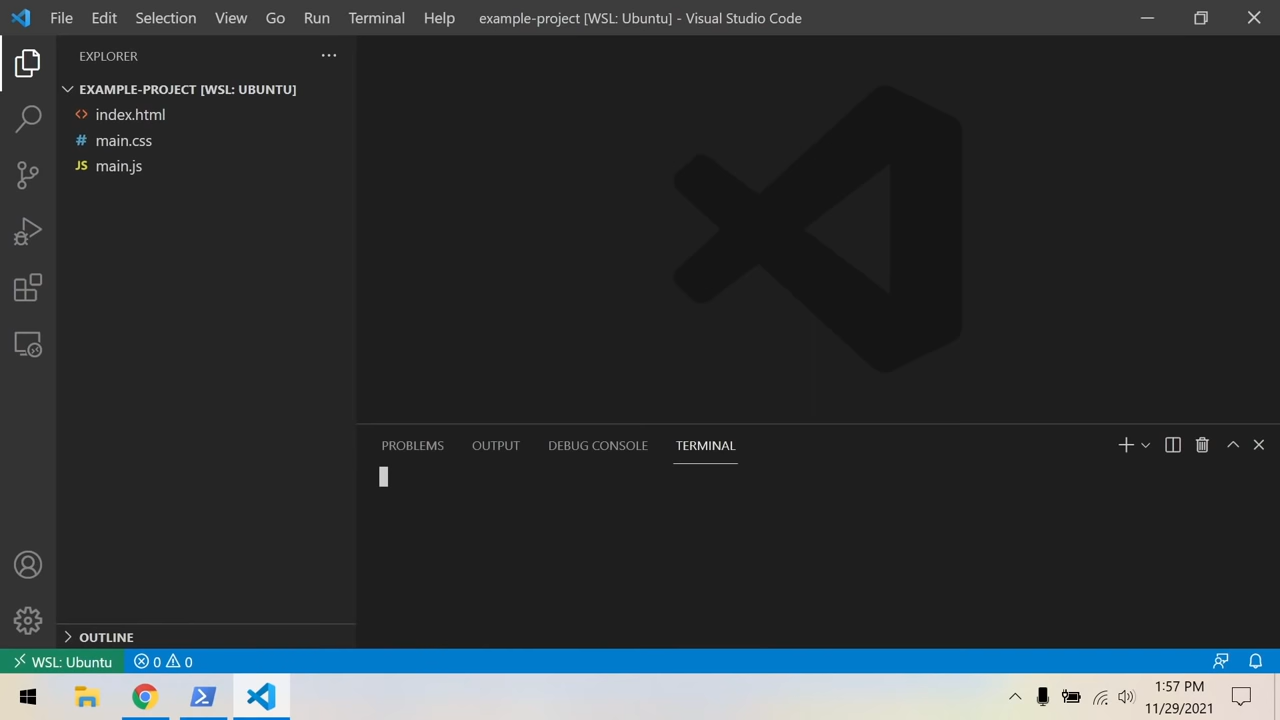 File Edit Selection View Go Run Terminal Help example-project [WSL: Ubuntu] - Visual Studio Code
EXPLORER
EXAMPLE-PROJECT [WSL: UBUNTU]
<> index.html
# main.css
JS main.js
PROBLEMS OUTPUT DEBUG CONSOLE TERMINAL
OUTLINE
WSL: Ubuntu 0 0
1:57 PM
11/29/2021